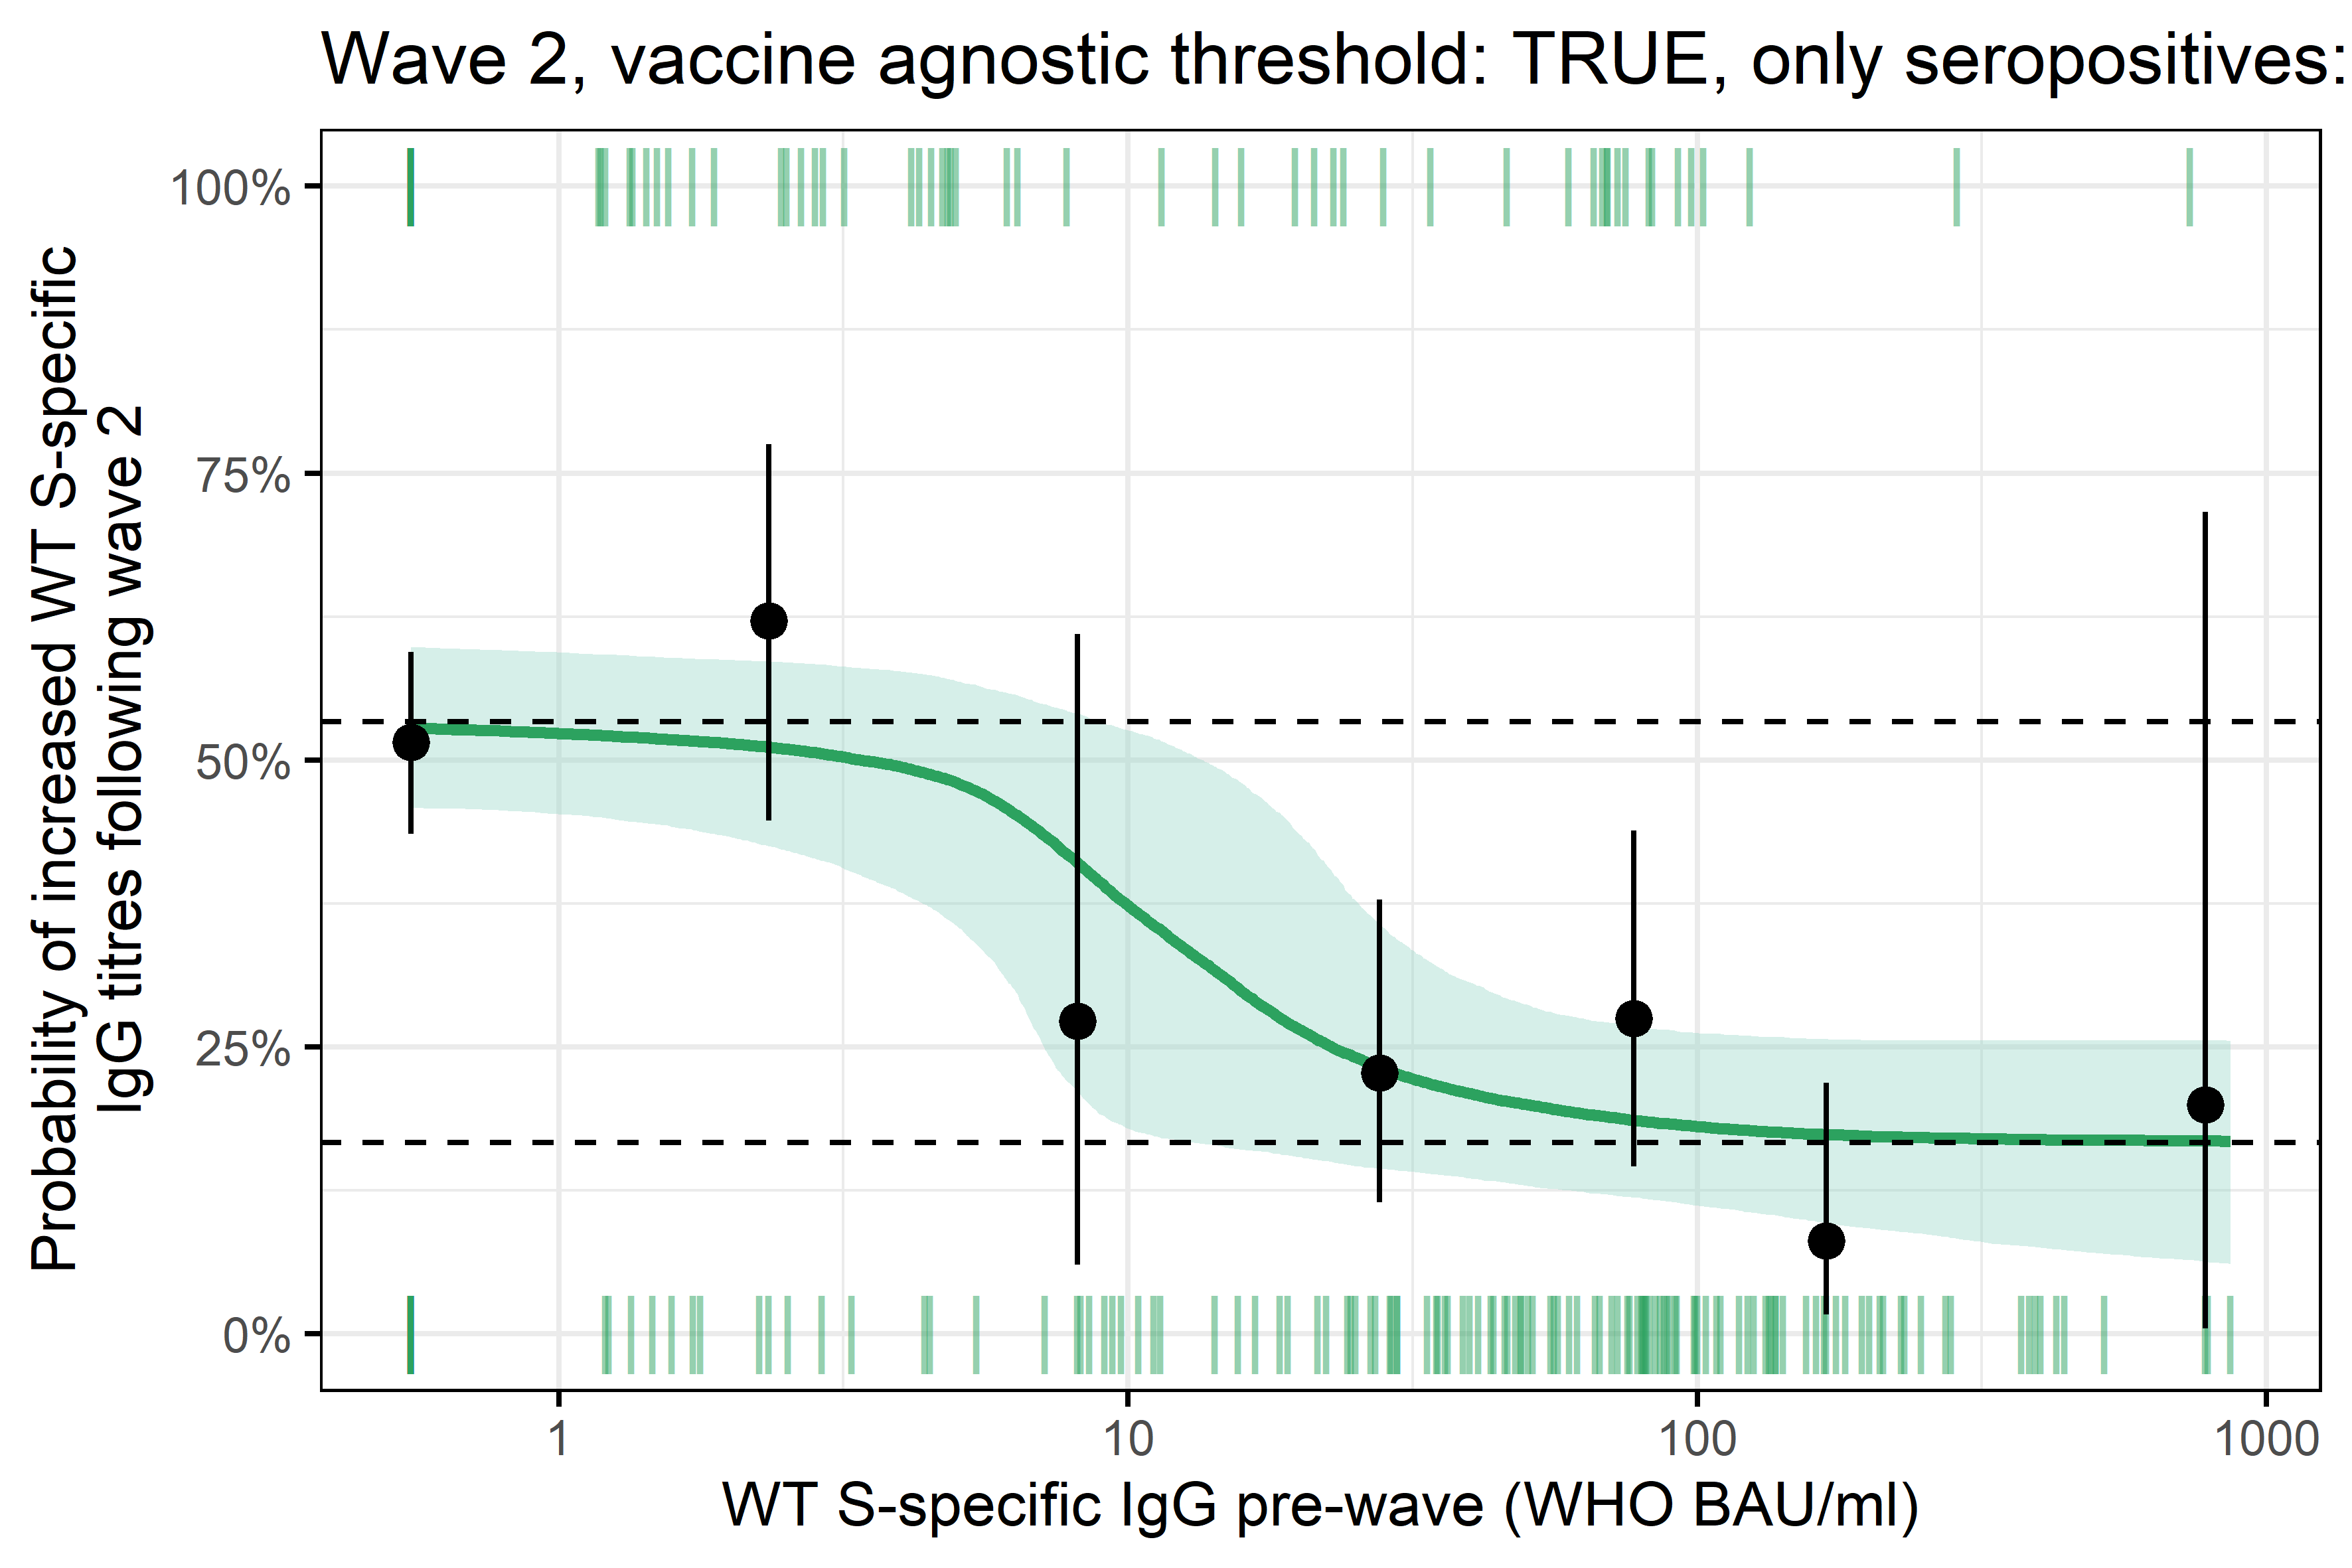 Wave 2, vaccine agnostic threshold: TRUE, only seropositives:
Probability of increased WT S-specific
IgG titres following wave 2
100%
75%
50%
25%
0%
1
10
100
1000
WT S-specific IgG pre-wave (WHO BAU/ml)